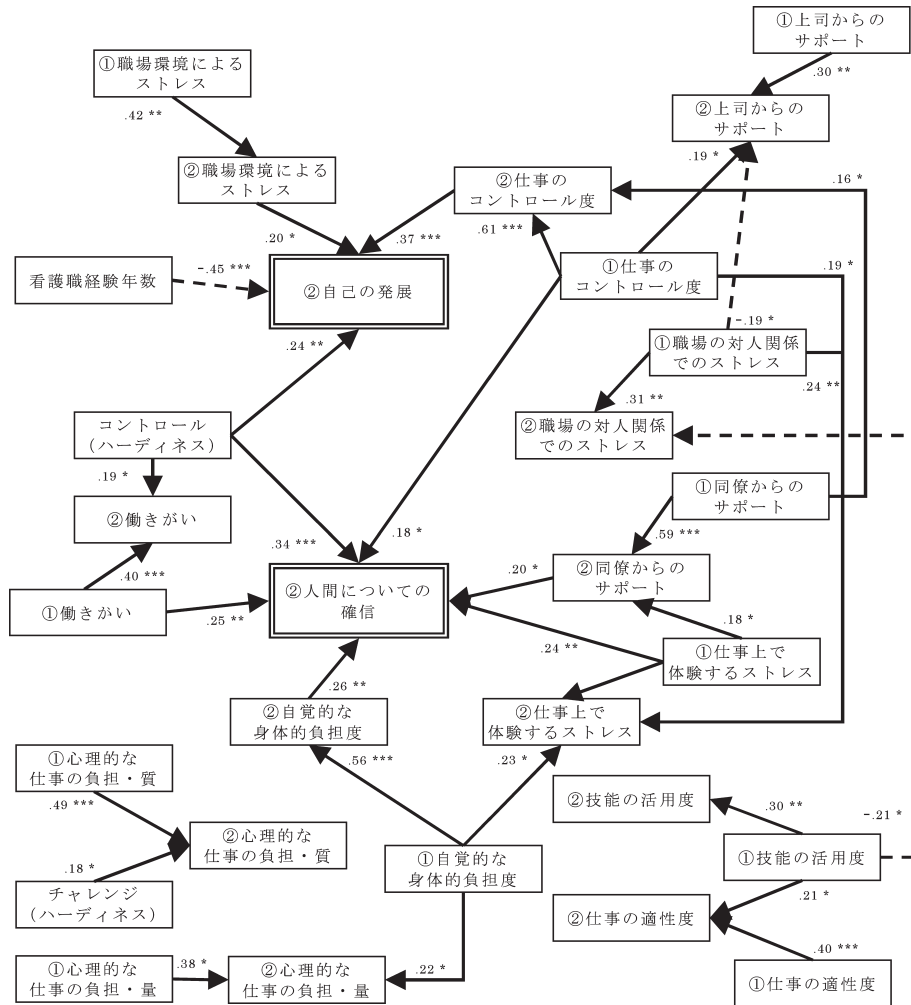 ①上司からの
サポート
.30 **
①職場環境による
ストレス
.42 **
②上司からの
サポート
.19 *
②職場環境による
ストレス
.20 *
②仕事の
コントロール度
.16 *
.37 ***
.61 ***
看護職経験年数
-.45 ***
②自己の発展
①仕事の
コントロール度
.19 *
-.19 *
.24 **
①職場の対人関係
でのストレス
.24 **
.31 **
コントロール
（ハーディネス）
②職場の対人関係
でのストレス
.19 *
②働きがい
①同僚からの
サポート
.34 ***
.18 *
.59 ***
.40 ***
①働きがい
.25 **
②人間についての
確信
.20 *
②同僚からの
サポート
.18 *
.24 **
①仕事上で
体験するストレス
.26 **
②自覚的な
身体的負担度
②仕事上で
体験するストレス
.56 ***
.23 *
①心理的な
仕事の負担・質
.49 ***
②心理的な
仕事の負担・質
.18 *
チャレンジ
（ハーディネス）
①自覚的な
身体的負担度
②技能の活用度
.30 **
-.21 *
①技能の活用度
.21 *
②仕事の適性度
.40 ***
①仕事の適性度
①心理的な
仕事の負担・量
.38 *
②心理的な
仕事の負担・量
.22 *